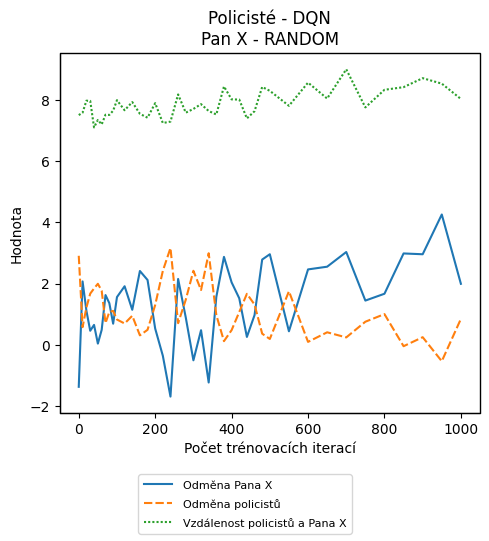 Policisté - DQN
Pan X - RANDOM
Hodnota
8
6
4
2
0
−2
0 200 400 600 800 1000
Počet trénovacích iterací
Odměna Pana X
Odměna policistů
Vzdálenost policistů a Pana X